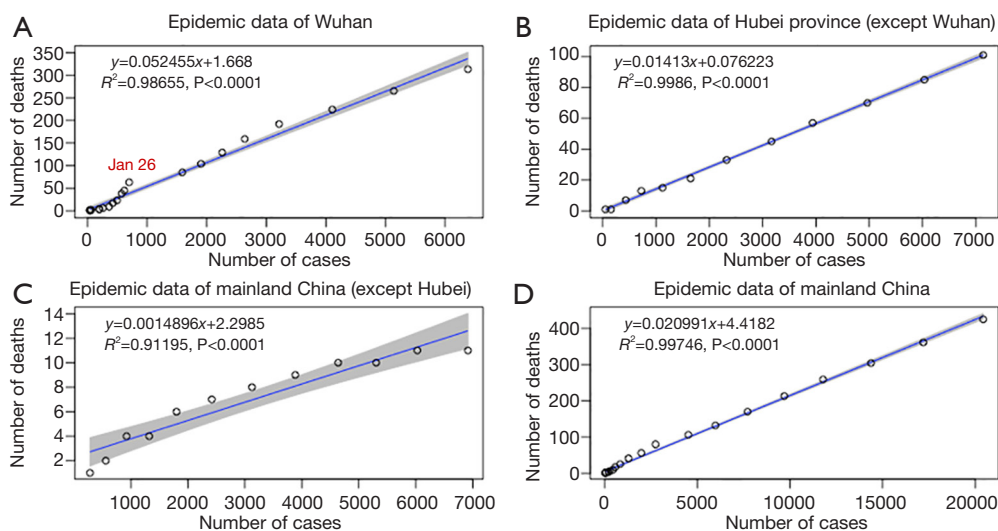 A
Epidemic data of Wuhan
y=0.052455x+1.668
R²=0.98655, P<0.0001
Jan 26
Number of deaths
350
300
250
200
150
100
50
0
0 1000 2000 3000 4000 5000 6000
Number of cases
B
Epidemic data of Hubei province (except Wuhan)
y=0.01413x+0.076223
R²=0.9986, P<0.0001
Number of deaths
100
80
60
40
20
0
0 1000 2000 3000 4000 5000 6000 7000
Number of cases
C
Epidemic data of mainland China (except Hubei)
y=0.0014896x+2.2985
R²=0.91195, P<0.0001
Number of deaths
14
12
10
8
6
4
2
1000 2000 3000 4000 5000 6000 7000
Number of cases
D
Epidemic data of mainland China
y=0.020991x+4.4182
R²=0.99746, P<0.0001
Number of deaths
400
300
200
100
0
0 5000 10000 15000 20000
Number of cases